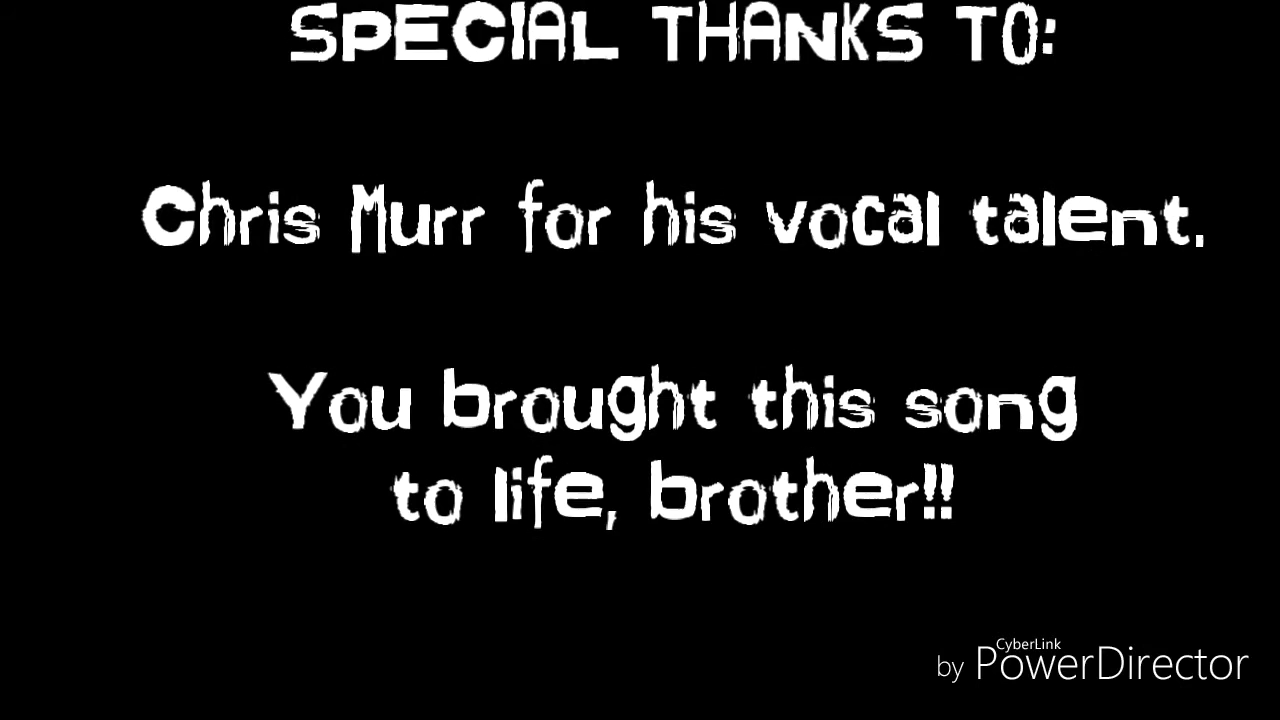 SPECIAL THANKS TO:
Chris Murr for his vocal talent.
You brought this song
to life, brother!!
CyberLink
by PowerDirector